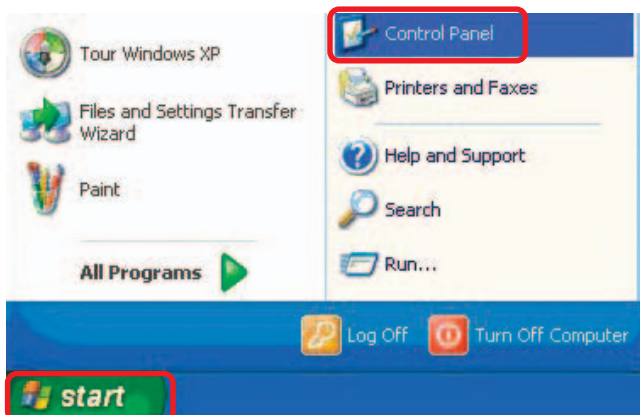 Tour Windows XP
Files and Settings Transfer
Wizard
Paint
All Programs
Control Panel
Printers and Faxes
Help and Support
Search
Run...
Log Off
Turn Off Computer
start